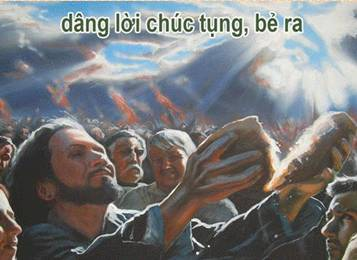 dâng lời chúc tụng, bẻ ra